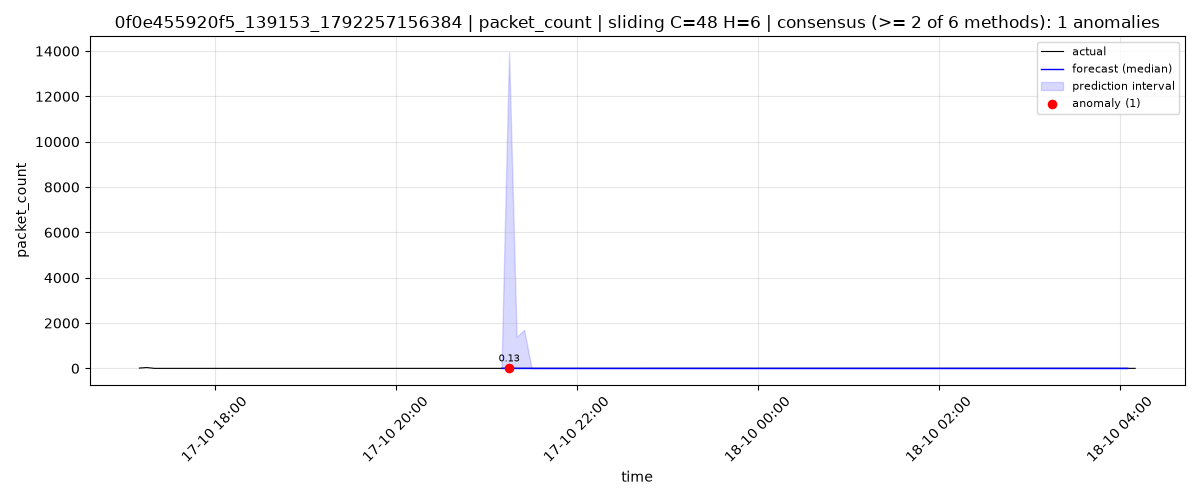 0f0e455920f5_139153_1792257156384 | packet_count | sliding C=48 H=6 | consensus (>= 2 of 6 methods): 1 anomalies
actual
forecast (median)
prediction interval
anomaly (1)
packet_count
14000
12000
10000
8000
6000
4000
2000
0
0.13
17-10 18:00
17-10 20:00
17-10 22:00
18-10 00:00
18-10 02:00
18-10 04:00
time